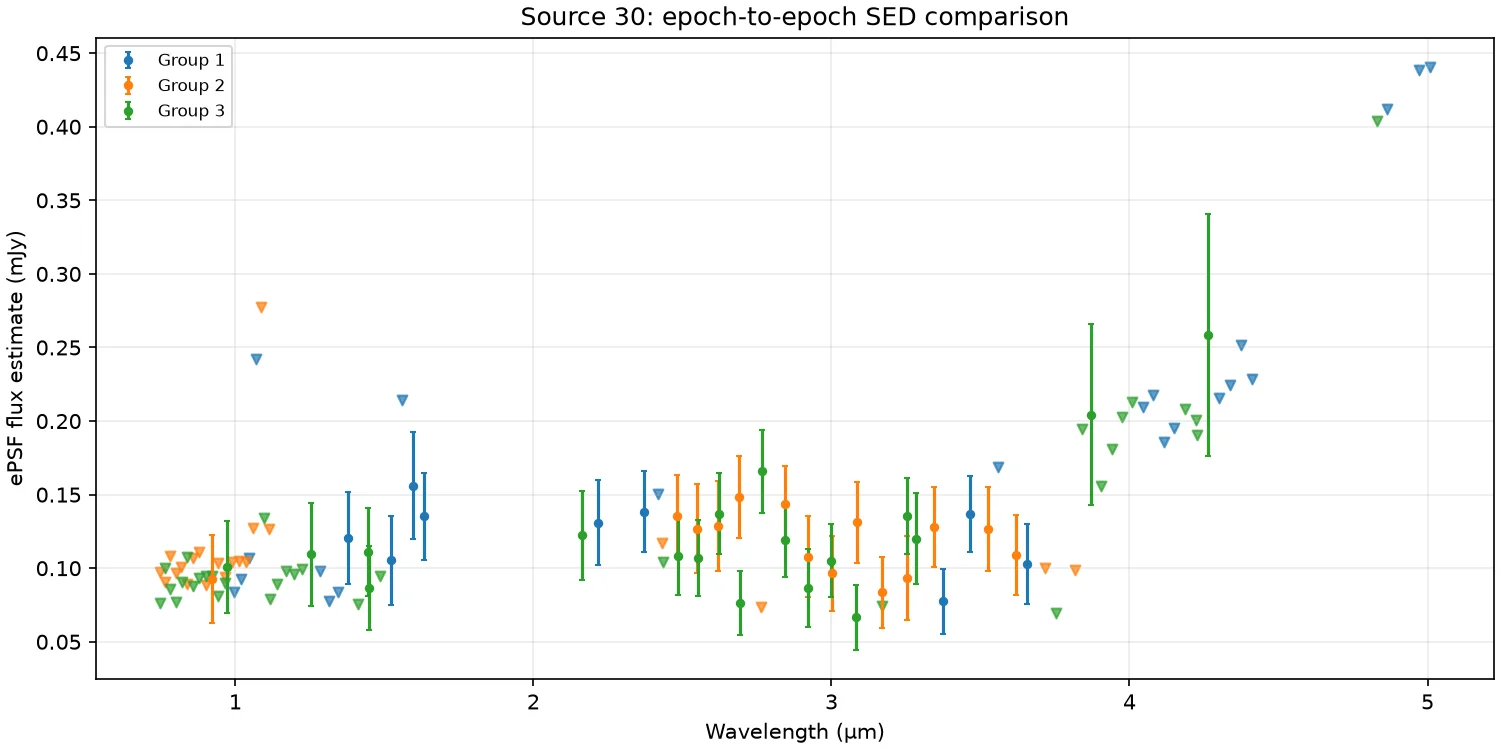 Source 30: epoch-to-epoch SED comparison
Group 1
Group 2
Group 3
ePSF flux estimate (mJy)
0.45
0.40
0.35
0.30
0.25
0.20
0.15
0.10
0.05
1 2 3 4 5
Wavelength (μm)